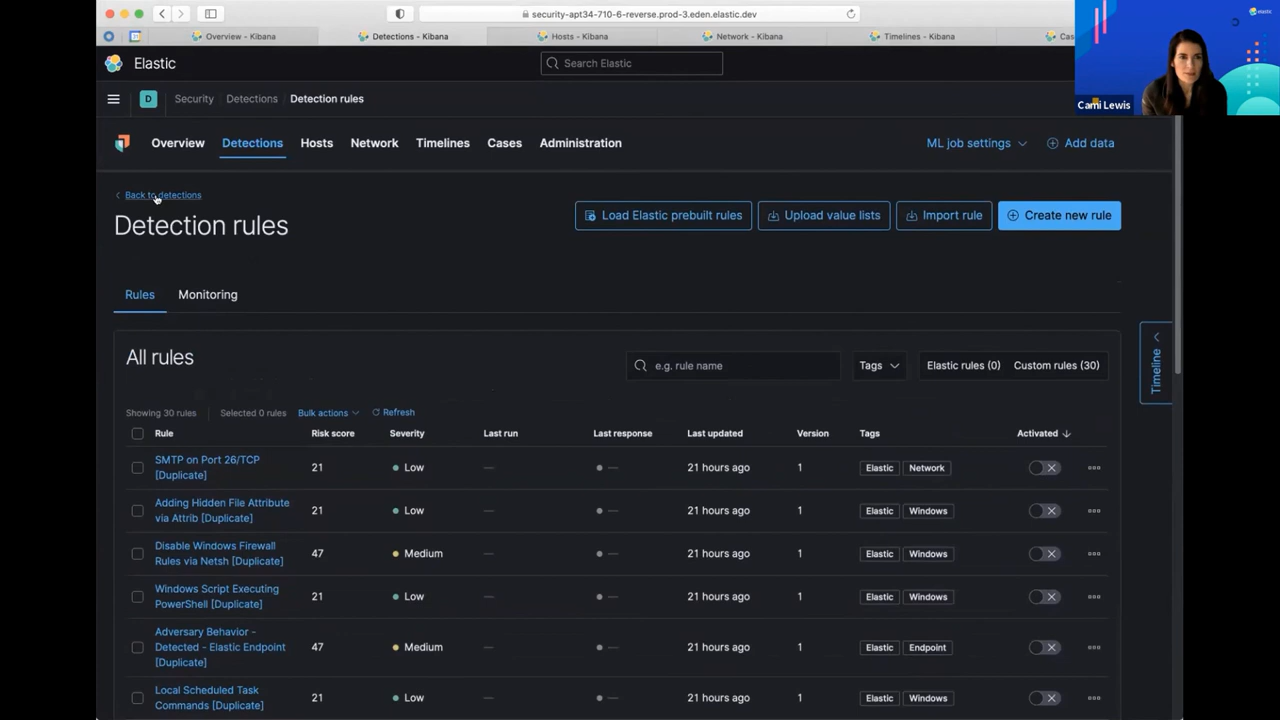 security-apt34-710-6-reverse.prod-3.eden.elastic.dev
elastic
Overview - Kibana
Detections - Kibana
Hosts - Kibana
Network - Kibana
Timelines - Kibana
Cami Lewis
Elastic
Search Elastic
D
Security
Detections
Detection rules
Overview
Detections
Hosts
Network
Timelines
Cases
Administration
ML job settings
Add data
Back to detections
Detection rules
Load Elastic prebuilt rules
Upload value lists
Import rule
Create new rule
Rules
Monitoring
Timeline
All rules
e.g. rule name
Tags
Elastic rules (0)
Custom rules (30)
Showing 30 rules
Selected 0 rules
Bulk actions
Refresh
Rule
Risk score
Severity
Last run
Last response
Last updated
Version
Tags
Activated
SMTP on Port 26/TCP
[Duplicate]
21
Low
—
—
21 hours ago
1
Elastic
Network
Adding Hidden File Attribute
via Attrib [Duplicate]
21
Low
—
—
21 hours ago
1
Elastic
Windows
Disable Windows Firewall
Rules via Netsh [Duplicate]
47
Medium
—
—
21 hours ago
1
Elastic
Windows
Windows Script Executing
PowerShell [Duplicate]
21
Low
—
—
21 hours ago
1
Elastic
Windows
Adversary Behavior -
Detected - Elastic Endpoint
[Duplicate]
47
Medium
—
—
21 hours ago
1
Elastic
Endpoint
Local Scheduled Task
Commands [Duplicate]
21
Low
—
—
21 hours ago
1
Elastic
Windows